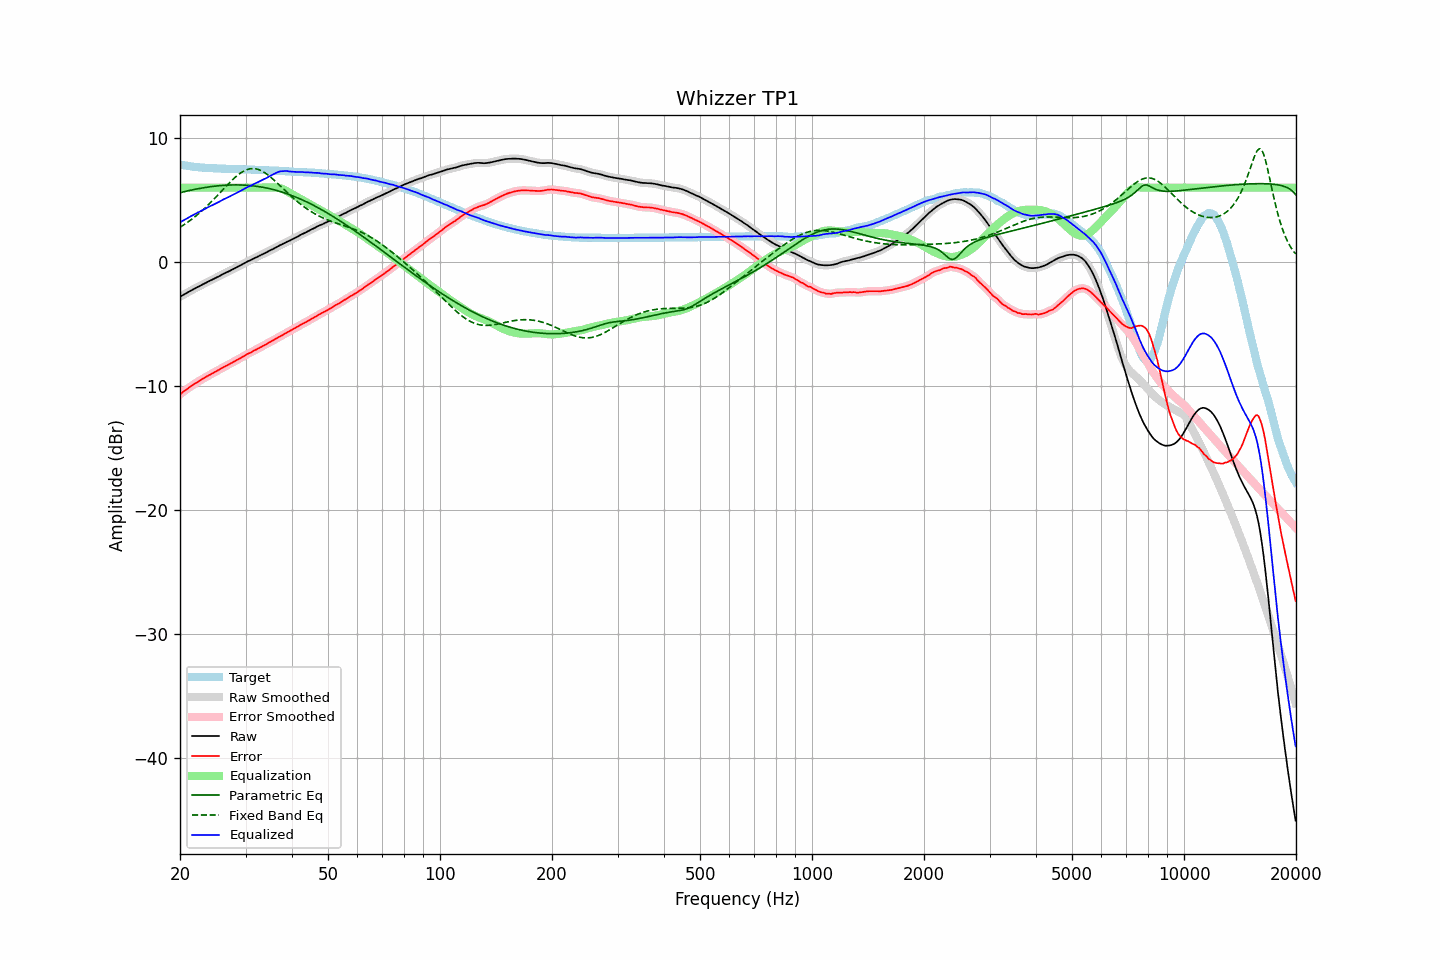 Whizzer TP1
10
0
−10
−20
−30
−40
Amplitude (dBr)
Target
Raw Smoothed
Error Smoothed
Raw
Error
Equalization
Parametric Eq
Fixed Band Eq
Equalized
20 50 100 200 500 1000 2000 5000 10000 20000
Frequency (Hz)